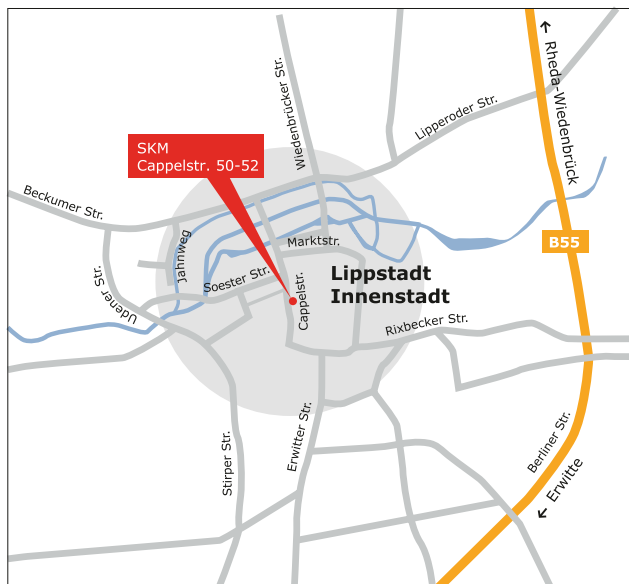 ← Rheda-Wiedenbrück
Wiedenbrücker Str.
Lipperoder Str.
SKM
Cappelstr. 50-52
Beckumer Str.
B55
Jahnweg
Marktstr.
Soester Str.
Lippstadt
Innenstadt
Udener Str.
Cappelstr.
Rixbecker Str.
Berliner Str.
Erwitter Str.
Stirper Str.
← Erwitte